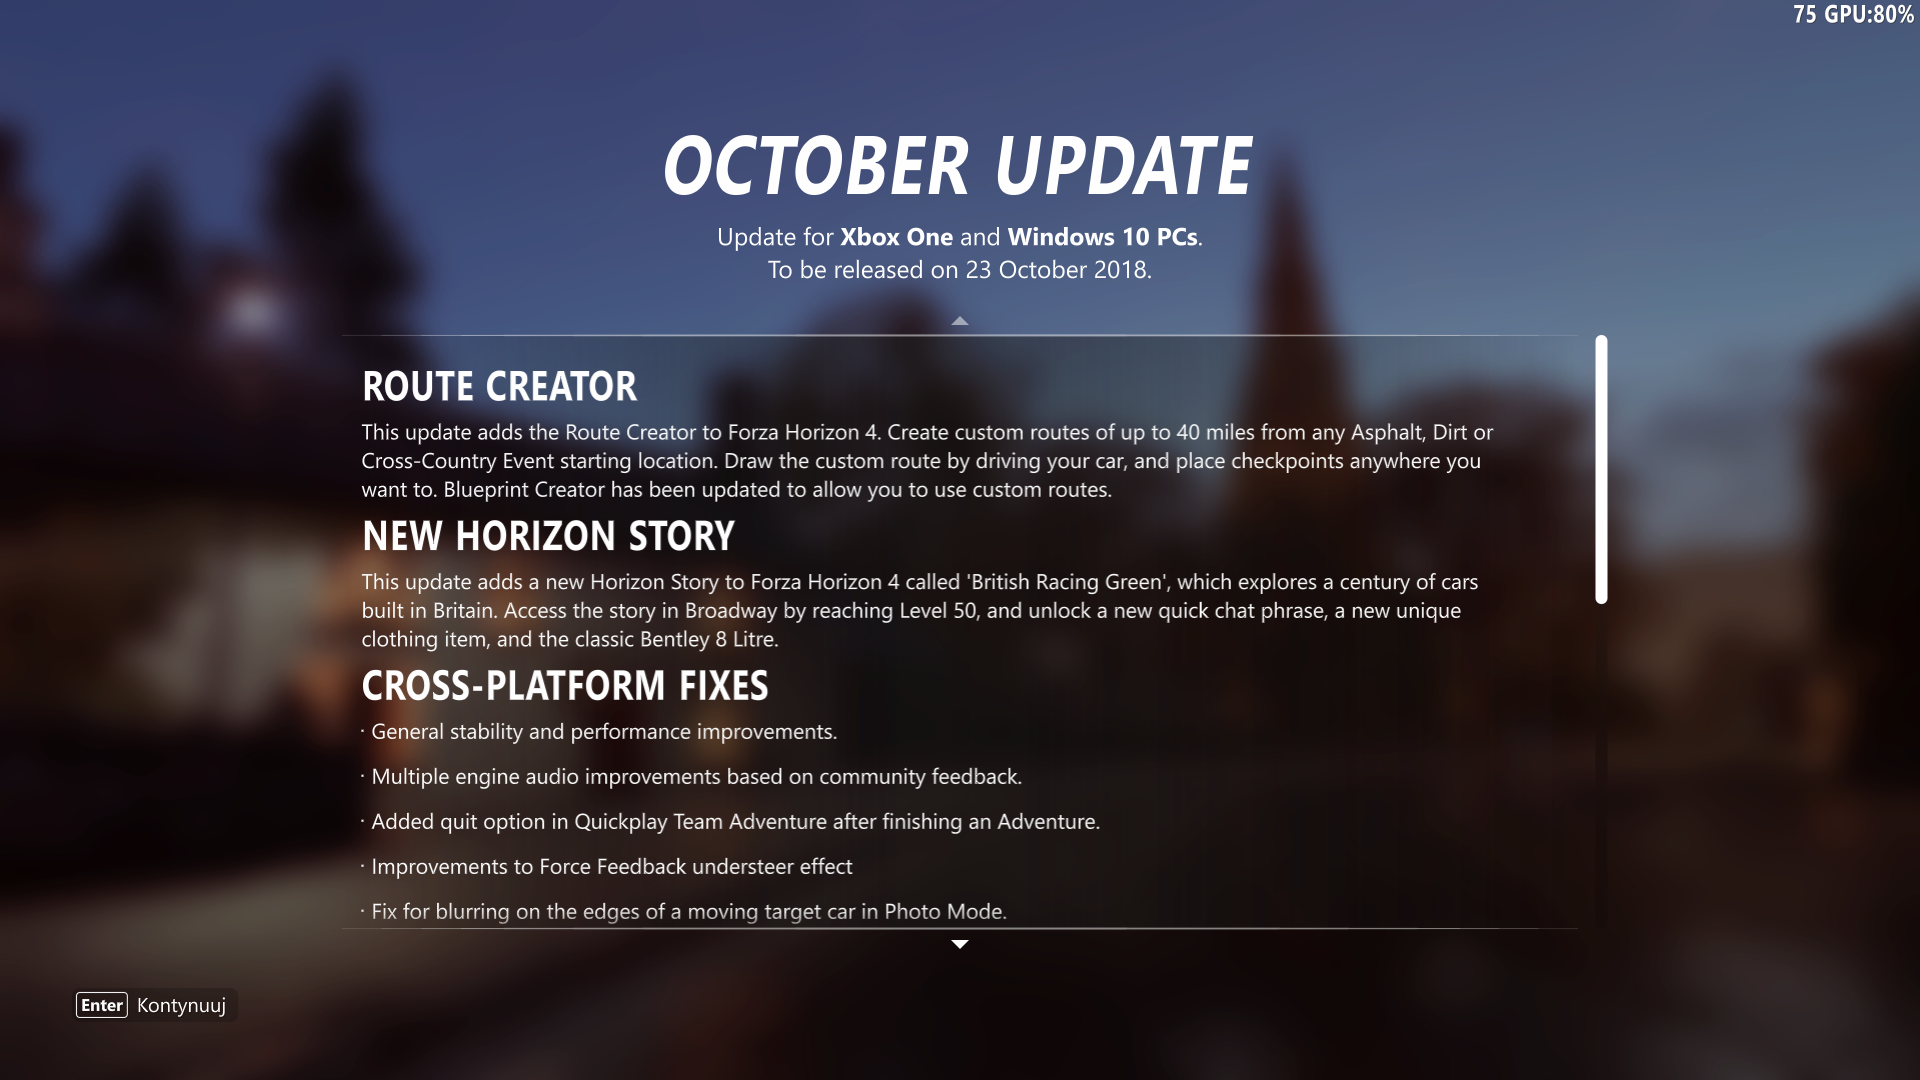 75 GPU:80%
OCTOBER UPDATE
Update for Xbox One and Windows 10 PCs.
To be released on 23 October 2018.
ROUTE CREATOR
This update adds the Route Creator to Forza Horizon 4. Create custom routes of up to 40 miles from any Asphalt, Dirt or
Cross-Country Event starting location. Draw the custom route by driving your car, and place checkpoints anywhere you
want to. Blueprint Creator has been updated to allow you to use custom routes.
NEW HORIZON STORY
This update adds a new Horizon Story to Forza Horizon 4 called 'British Racing Green', which explores a century of cars
built in Britain. Access the story in Broadway by reaching Level 50, and unlock a new quick chat phrase, a new unique
clothing item, and the classic Bentley 8 Litre.
CROSS-PLATFORM FIXES
· General stability and performance improvements.
· Multiple engine audio improvements based on community feedback.
· Added quit option in Quickplay Team Adventure after finishing an Adventure.
· Improvements to Force Feedback understeer effect
· Fix for blurring on the edges of a moving target car in Photo Mode.
Enter Kontynuuj